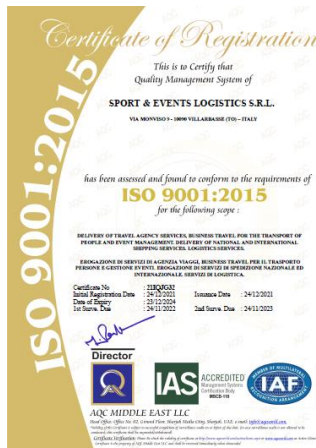 Certificate of Registration
This is to Certify that
Quality Management System of
SPORT & EVENTS LOGISTICS S.R.L.
VIA MONVISO 9 - 10090 VILLARBASSE (TO) – ITALY
has been assessed and found to conform to the requirements of
ISO 9001:2015
for the following scope :
DELIVERY OF TRAVEL AGENCY SERVICES, BUSINESS TRAVEL FOR THE TRANSPORT OF
PEOPLE AND EVENT MANAGEMENT. DELIVERY OF NATIONAL AND INTERNATIONAL
SHIPPING SERVICES, LOGISTICS SERVICES.
EROGAZIONE DI SERVIZI DI AGENZIA VIAGGI, BUSINESS TRAVEL PER IL TRASPORTO
PERSONE E GESTIONE EVENTI. EROGAZIONE DI SERVIZI DI SPEDIZIONE NAZIONALE ED
INTERNAZIONALE. SERVIZI DI LOGISTICA.
Certificate No :
Initial Registration Date : 24/12/2021 Issuance Date : 24/12/2021
Date of Expiry : 23/12/2024
1st Surve. Due : 24/11/2022 2nd Surve. Due : 24/11/2023
Director
ISO 9001:2015
IAS ACCREDITED
Management Systems
Certification Body
MSCB-118
MEMBER OF MULTILATERAL
IAF
AQC MIDDLE EAST LLC